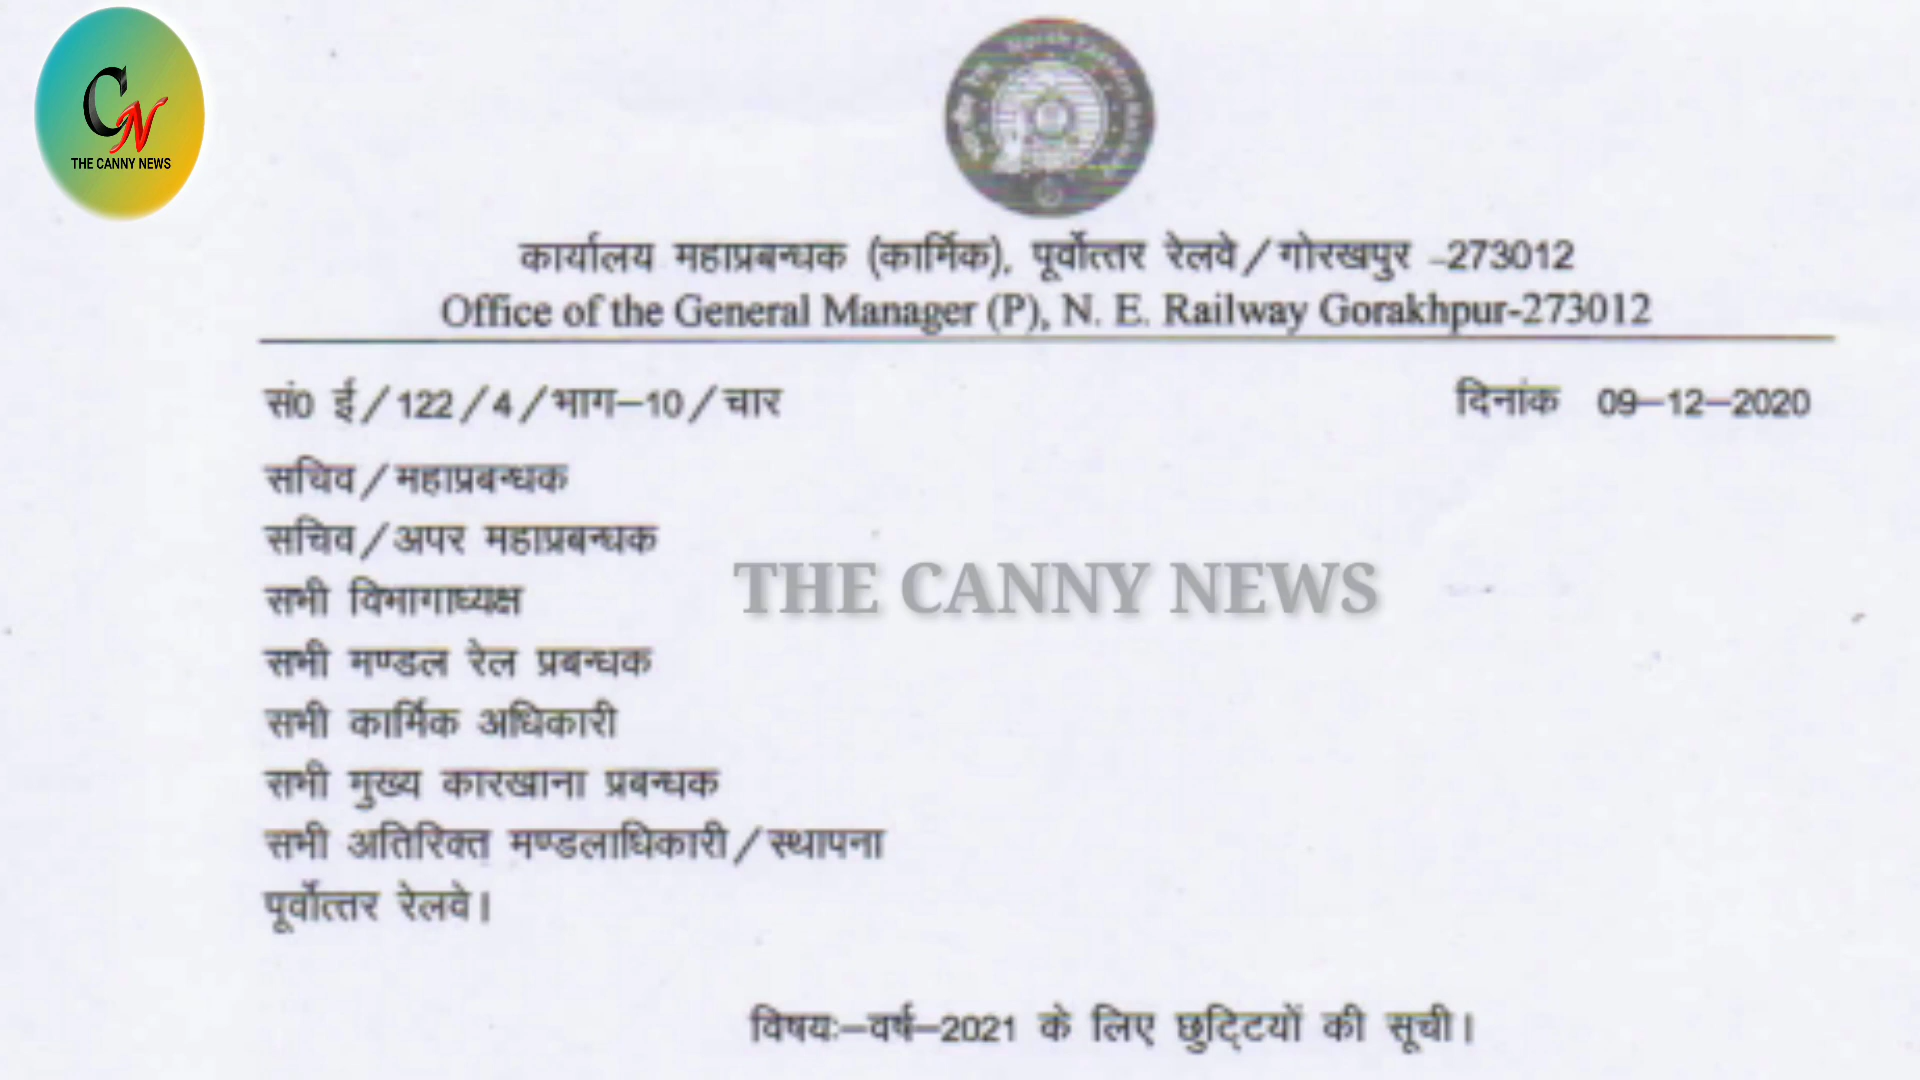 CN
THE CANNY NEWS
कार्यालय महाप्रबन्धक (कार्मिक), पूर्वोत्तर रेलवे/गोरखपुर -273012
Office of the General Manager (P), N. E. Railway Gorakhpur-273012
सं0 ई/122/4/भाग–10/चार दिनांक 09–12–2020
सचिव/महाप्रबन्धक
सचिव/अपर महाप्रबन्धक
सभी विभागाध्यक्ष
THE CANNY NEWS
सभी मण्डल रेल प्रबन्धक
सभी कार्मिक अधिकारी
सभी मुख्य कारखाना प्रबन्धक
सभी अतिरिक्त मण्डलाधिकारी/स्थापना
पूर्वोत्तर रेलवे।
विषयः–वर्ष–2021 के लिए छुट्टियों की सूची।